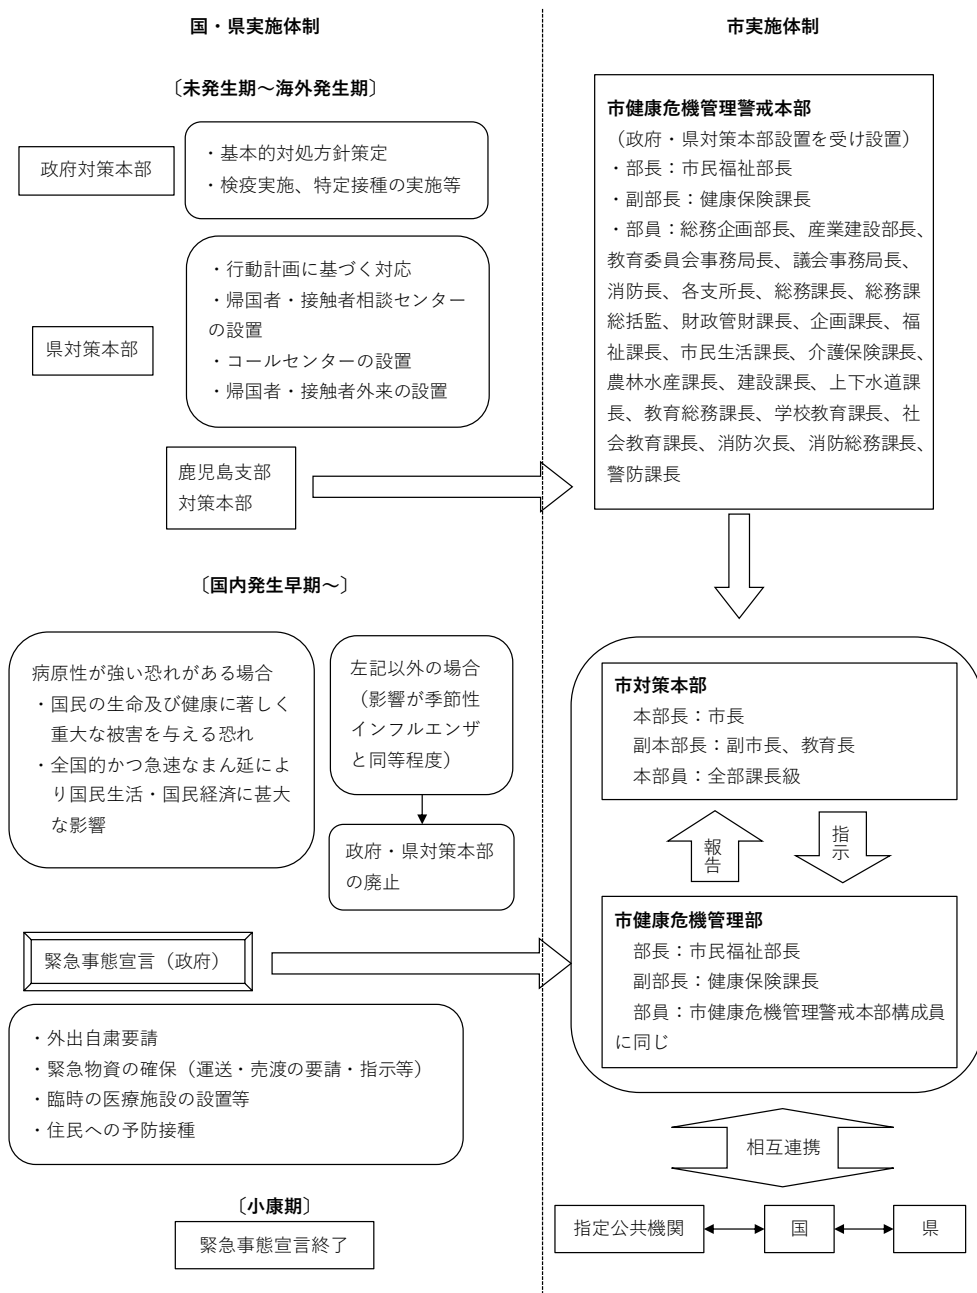 国・県実施体制
〔未発生期～海外発生期〕
政府対策本部
・基本的対処方針策定
・検疫実施、特定接種の実施等
県対策本部
・行動計画に基づく対応
・帰国者・接触者相談センター
の設置
・コールセンターの設置
・帰国者・接触者外来の設置
鹿児島支部
対策本部
〔国内発生早期～〕
病原性が強い恐れがある場合
・国民の生命及び健康に著しく
重大な被害を与える恐れ
・全国的かつ急速なまん延によ
り国民生活・国民経済に甚大
な影響
左記以外の場合
（影響が季節性
インフルエンザ
と同等程度）
政府・県対策本部
の廃止
緊急事態宣言（政府）
・外出自粛要請
・緊急物資の確保（運送・売渡の要請・指示等）
・臨時の医療施設の設置等
・住民への予防接種
〔小康期〕
緊急事態宣言終了
市実施体制
市健康危機管理警戒本部
（政府・県対策本部設置を受け設置）
・部長：市民福祉部長
・副部長：健康保険課長
・部員：総務企画部長、産業建設部長、
教育委員会事務局長、議会事務局長、
消防長、各支所長、総務課長、総務課
総括監、財政管財課長、企画課長、福
祉課長、市民生活課長、介護保険課長、
農林水産課長、建設課長、上下水道課
長、教育総務課長、学校教育課長、社
会教育課長、消防次長、消防総務課長、
警防課長
市対策本部
本部長：市長
副本部長：副市長、教育長
本部員：全部課長級
報告
指示
市健康危機管理部
部長：市民福祉部長
副部長：健康保険課長
部員：市健康危機管理警戒本部構成員
に同じ
相互連携
指定公共機関
国
県